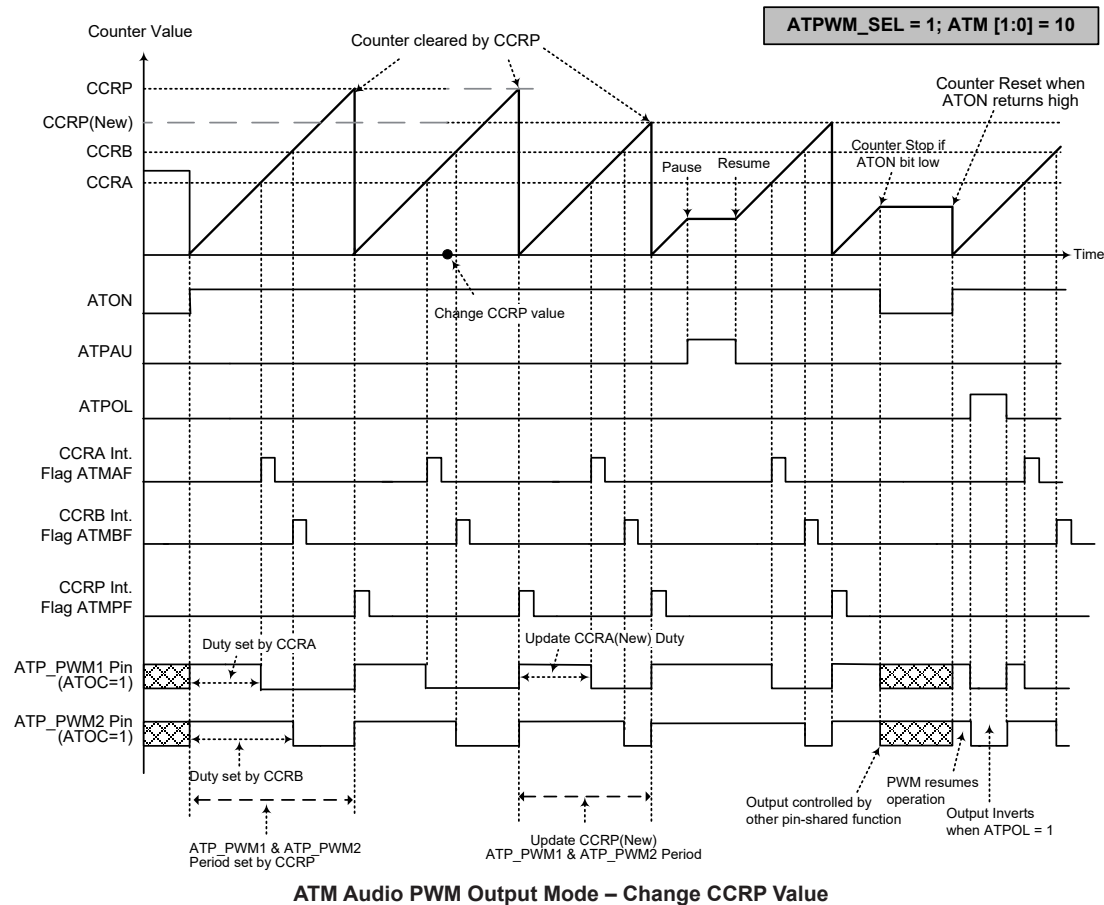 ATPWM_SEL = 1; ATM [1:0] = 10
Counter Value
Counter cleared by CCRP
CCRP
Counter Reset when
ATON returns high
CCRP(New)
CCRB
Counter Stop if
ATON bit low
Pause
Resume
CCRA
Time
ATON
Change CCRP value
ATPAU
ATPOL
CCRA Int.
Flag ATMAF
CCRB Int.
Flag ATMBF
CCRP Int.
Flag ATMPF
Duty set by CCRA
Update CCRA(New) Duty
ATP_PWM1 Pin
(ATOC=1)
ATP_PWM2 Pin
(ATOC=1)
Duty set by CCRB
PWM resumes
operation
Output controlled by
other pin-shared function
Output Inverts
when ATPOL = 1
ATP_PWM1 & ATP_PWM2
Period set by CCRP
Update CCRP(New)
ATP_PWM1 & ATP_PWM2 Period
ATM Audio PWM Output Mode – Change CCRP Value